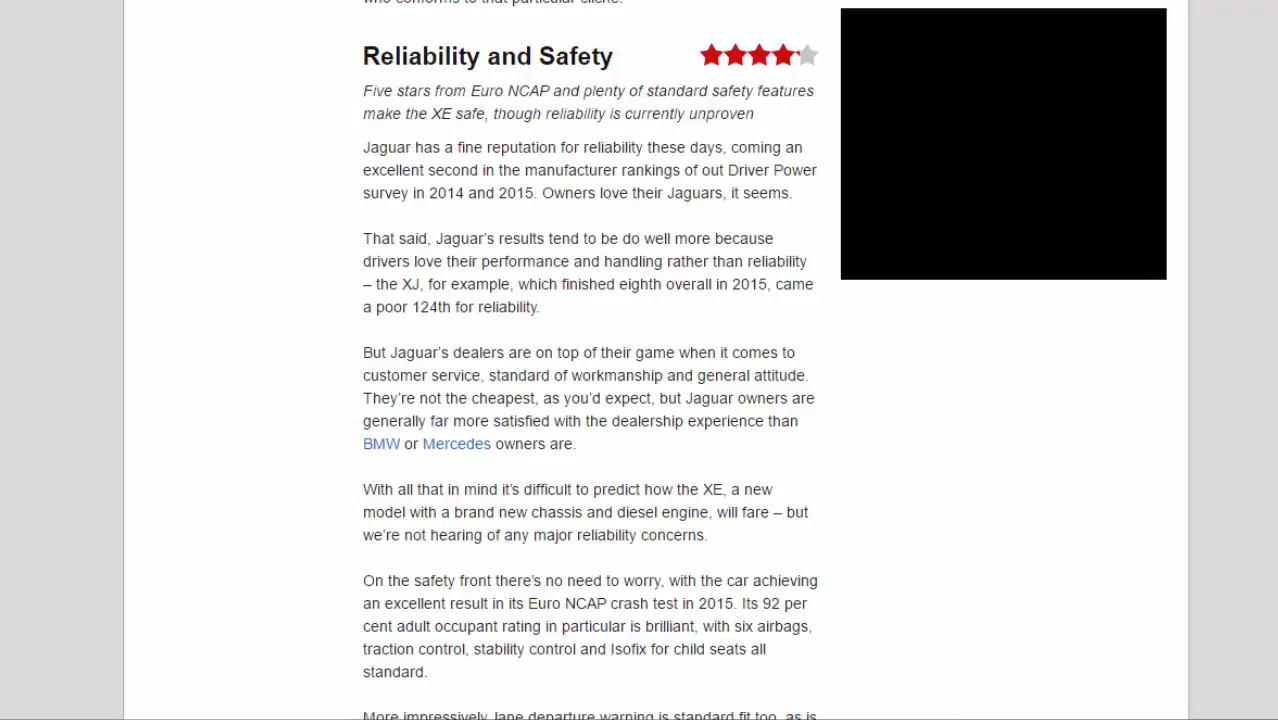 Reliability and Safety
Five stars from Euro NCAP and plenty of standard safety features
make the XE safe, though reliability is currently unproven
Jaguar has a fine reputation for reliability these days, coming an
excellent second in the manufacturer rankings of out Driver Power
survey in 2014 and 2015. Owners love their Jaguars, it seems.
That said, Jaguar’s results tend to be do well more because
drivers love their performance and handling rather than reliability
– the XJ, for example, which finished eighth overall in 2015, came
a poor 124th for reliability.
But Jaguar’s dealers are on top of their game when it comes to
customer service, standard of workmanship and general attitude.
They’re not the cheapest, as you’d expect, but Jaguar owners are
generally far more satisfied with the dealership experience than
BMW or Mercedes owners are.
With all that in mind it’s difficult to predict how the XE, a new
model with a brand new chassis and diesel engine, will fare – but
we’re not hearing of any major reliability concerns.
On the safety front there’s no need to worry, with the car achieving
an excellent result in its Euro NCAP crash test in 2015. Its 92 per
cent adult occupant rating in particular is brilliant, with six airbags,
traction control, stability control and Isofix for child seats all
standard.
More impressively, lane departure warning is standard fit too, as is